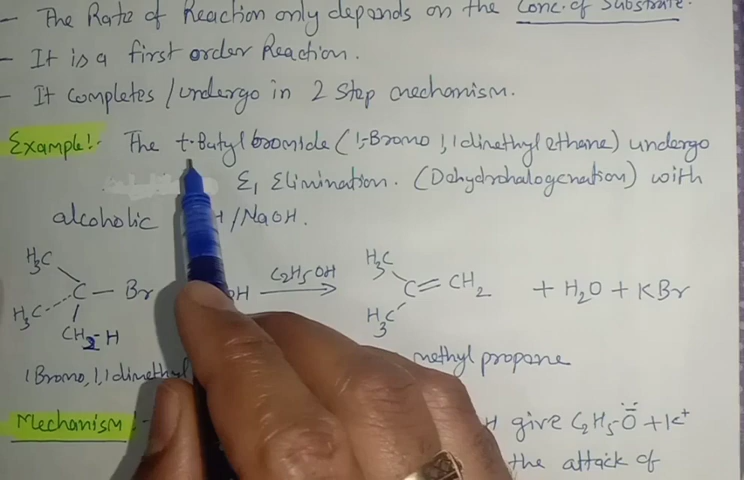 - The Rate of Reaction only depends on the Conc. of Substrate.
- It is a first order Reaction.
- It completes / undergo in 2 Step mechanism.
Example:- The t.Butyl bromide (1,-Bromo 1,1 dimethyl ethane) undergo
E, Elimination. (Dehydrohalogenation) with
alcoholic H/NaOH.
H3C H3C C - Br CH2-H OH C2H5OH → H3C H3C C=CH2 + H2O + KBr
1 Bromo, 1,1 dimethyl methyl propane
Mechanism:- H give C2H5-Ö + K+
the attack of